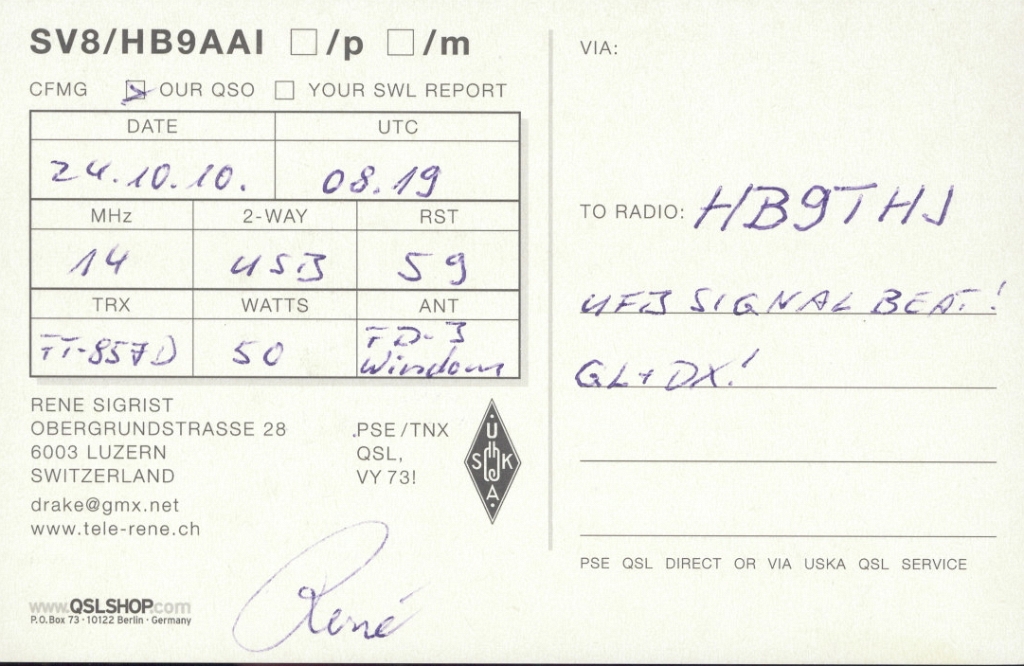 SV8/HB9AAI ☐/p ☐/m
CFMG ☒ OUR QSO ☐ YOUR SWL REPORT
DATE UTC
24.10.10. 08.19
MHz 2-WAY RST
14 USB 59
TRX WATTS ANT
FT-857D 50 FD-3 Windom
RENE SIGRIST
OBERGRUNDSTRASSE 28
6003 LUZERN
SWITZERLAND
drake@gmx.net
www.tele-rene.ch
PSE/TNX
QSL,
VY 73!
USKA
René
www.QSLSHOP.com
P.O.Box 73 · 10122 Berlin · Germany
VIA:
TO RADIO: HB9THJ
UFB SIGNAL BEAT!
GL + DX!
PSE QSL DIRECT OR VIA USKA QSL SERVICE